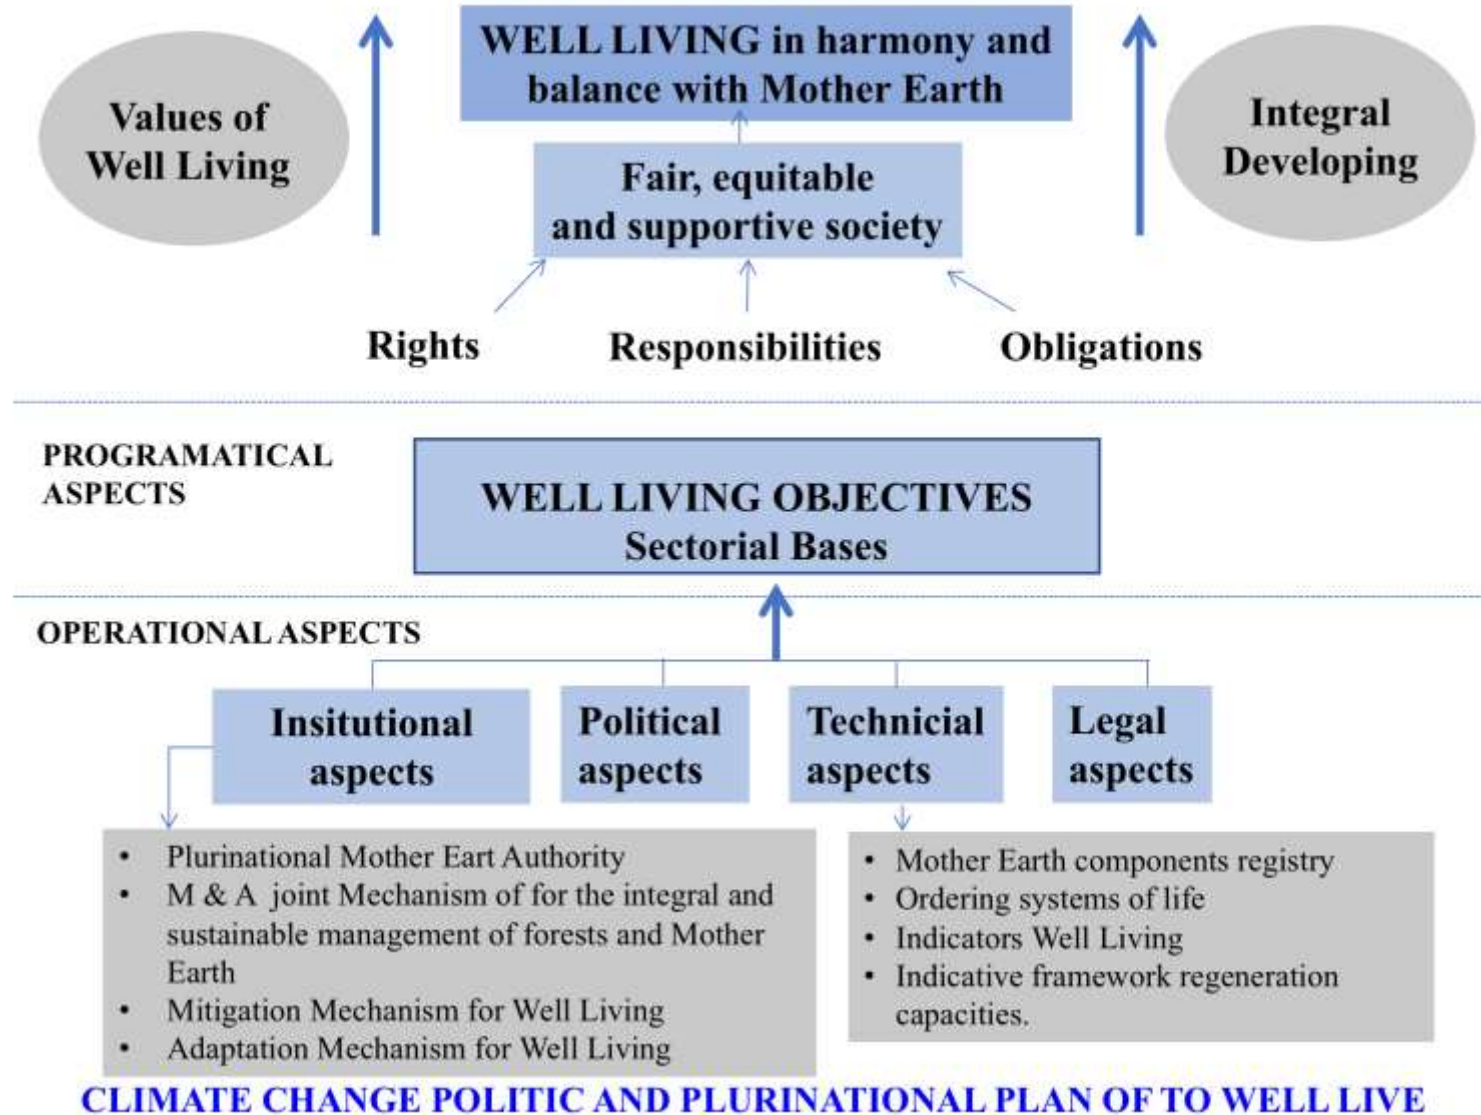 WELL LIVING in harmony and
balance with Mother Earth
Values of
Well Living
Integral
Developing
Fair, equitable
and supportive society
Rights
Responsibilities
Obligations
PROGRAMATICAL
ASPECTS
WELL LIVING OBJECTIVES
Sectorial Bases
OPERATIONAL ASPECTS
Insitutional
aspects
Political
aspects
Technicial
aspects
Legal
aspects
• Plurinational Mother Eart Authority
• M & A joint Mechanism of for the integral and
sustainable management of forests and Mother
Earth
• Mitigation Mechanism for Well Living
• Adaptation Mechanism for Well Living
• Mother Earth components registry
• Ordering systems of life
• Indicators Well Living
• Indicative framework regeneration
capacities.
CLIMATE CHANGE POLITIC AND PLURINATIONAL PLAN OF TO WELL LIVE